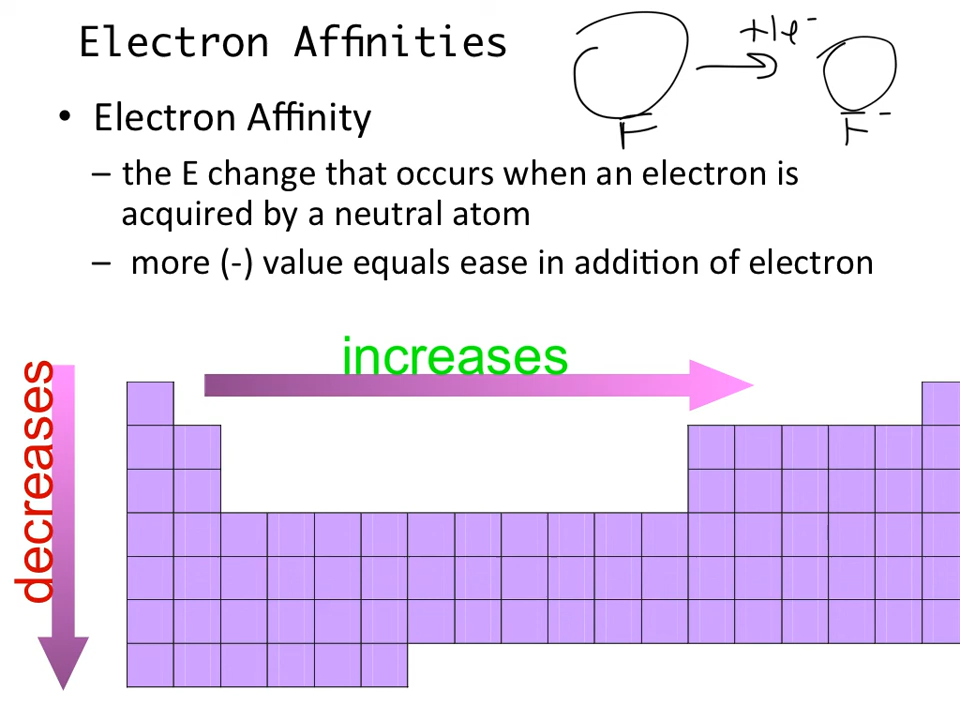 Electron Affinities
+1e⁻
F
F⁻
• Electron Affinity
– the E change that occurs when an electron is
acquired by a neutral atom
– more (-) value equals ease in addition of electron
increases
decreases